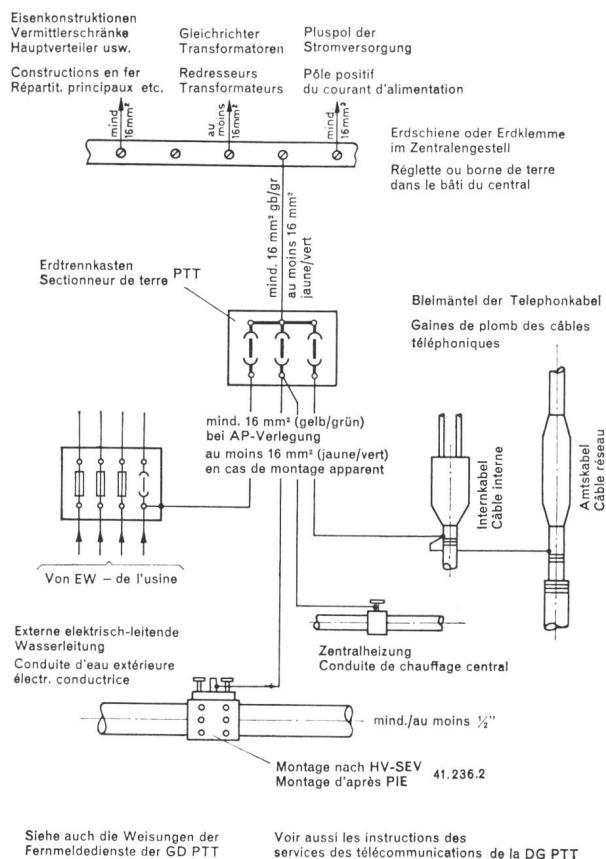 Eisenkonstruktionen
Vermittlerschränke
Hauptverteiler usw.
Constructions en fer
Répartit. principaux etc.
Gleichrichter
Transformatoren
Redresseurs
Transformateurs
Pluspol der
Stromversorgung
Pôle positif
du courant d'alimentation
mind
16mm²
au
moins
16mm²
mind
16mm²
Erdschiene oder Erdklemme
im Zentralengestell
Réglette ou borne de terre
dans le bâti du central
mind. 16 mm² gb/gr
au moins 16 mm²
jaune/vert
Erdtrennkasten
Sectionneur de terre PTT
Bleimäntel der Telephonkabel
Gaines de plomb des câbles
téléphoniques
mind. 16 mm² (gelb/grün)
bei AP-Verlegung
au moins 16 mm² (jaune/vert)
en cas de montage apparent
Internkabel
Câble interne
Amtskabel
Câble réseau
Von EW – de l'usine
Externe elektrisch-leitende
Wasserleitung
Conduite d'eau extérieure
électr. conductrice
Zentralheizung
Conduite de chauffage central
mind./au moins ½"
Montage nach HV-SEV
Montage d'après PIE 41.236.2
Siehe auch die Weisungen der
Fernmeldedienste der GD PTT
Voir aussi les instructions des
services des télécommunications de la DG PTT